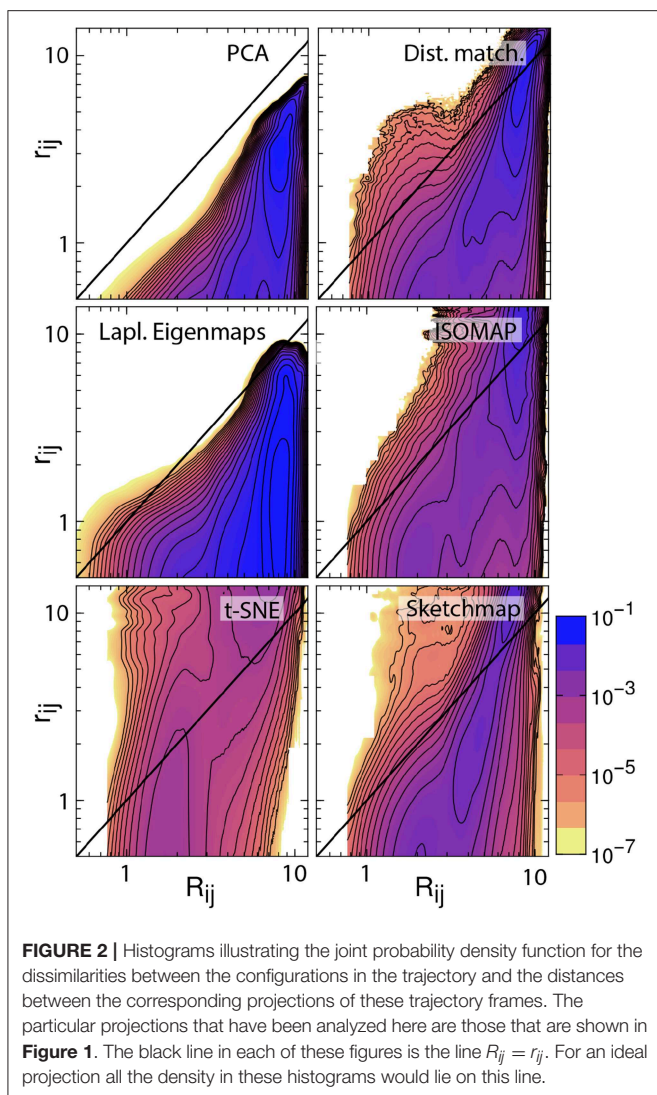 PCA
Dist. match.
10
r_ij
1
Lapl. Eigenmaps
ISOMAP
10
r_ij
1
t-SNE
Sketchmap
10
r_ij
1
10⁻¹
10⁻³
10⁻⁵
10⁻⁷
1 10 1 10
R_ij R_ij
FIGURE 2 | Histograms illustrating the joint probability density function for the
dissimilarities between the configurations in the trajectory and the distances
between the corresponding projections of these trajectory frames. The
particular projections that have been analyzed here are those that are shown in
Figure 1. The black line in each of these figures is the line R_ij = r_ij. For an ideal
projection all the density in these histograms would lie on this line.